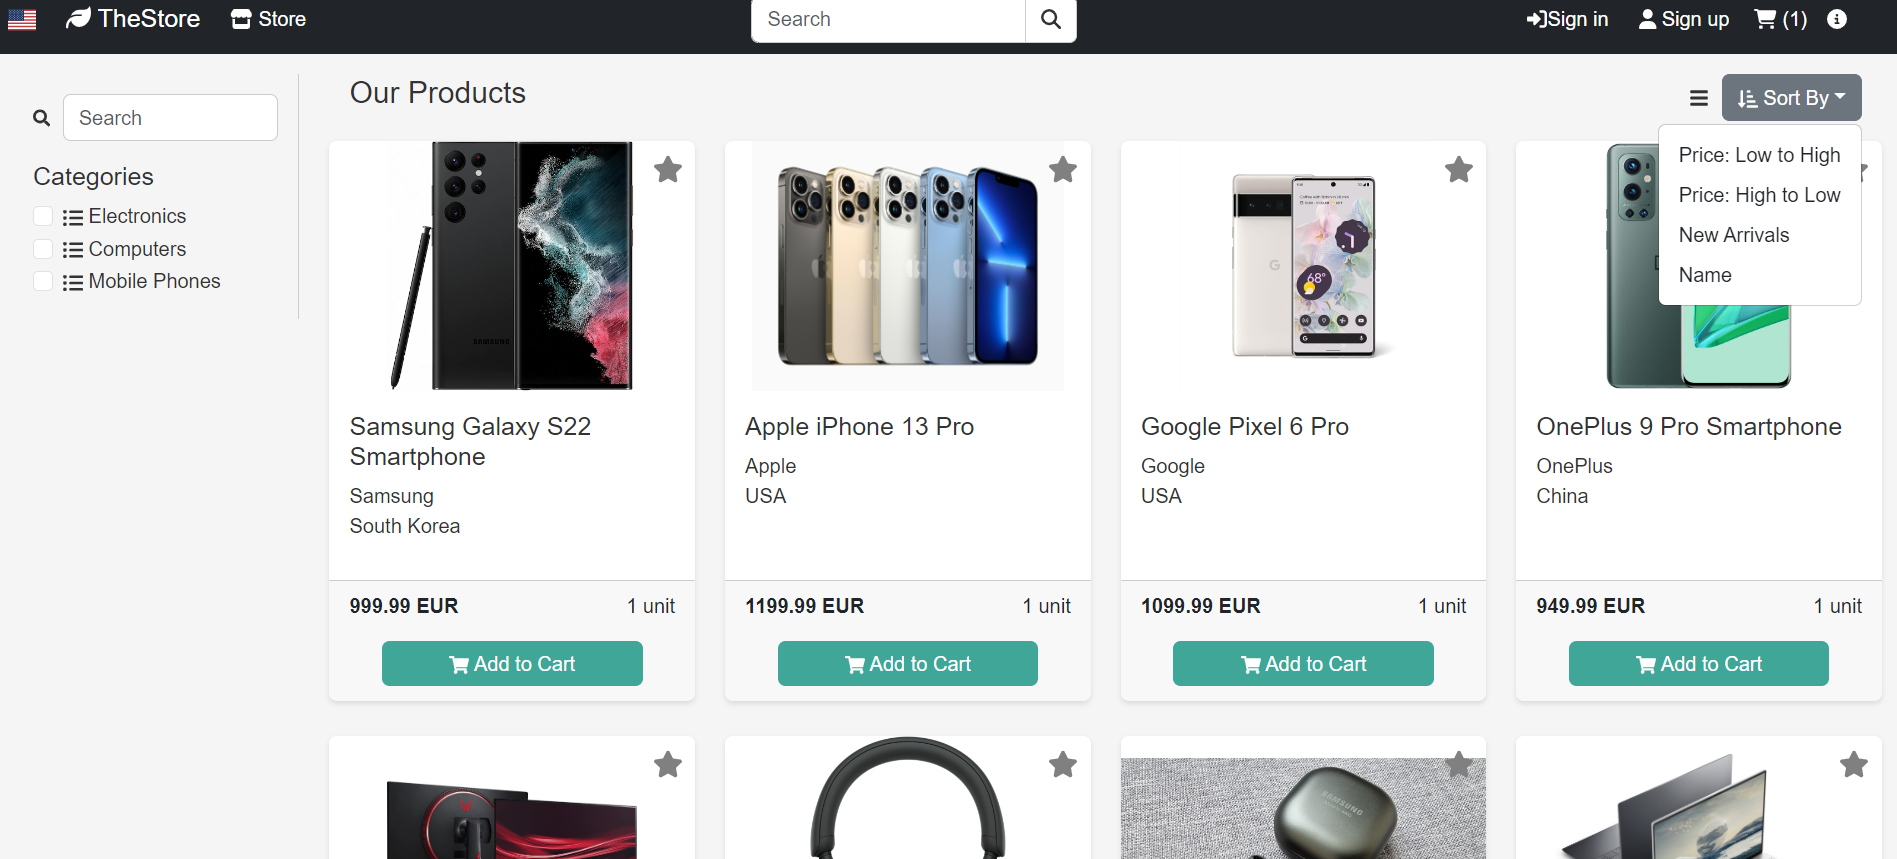 TheStore
Store
Search
Sign in
Sign up
(1)
Search
Categories
Electronics
Computers
Mobile Phones
Our Products
Sort By
Price: Low to High
Price: High to Low
New Arrivals
Name
SAMSUNG
Samsung Galaxy S22
Smartphone
Samsung
South Korea
999.99 EUR
1 unit
Add to Cart
Apple iPhone 13 Pro
Apple
USA
1199.99 EUR
1 unit
Add to Cart
G
68°
G
Google Pixel 6 Pro
Google
USA
1099.99 EUR
1 unit
Add to Cart
OnePlus 9 Pro Smartphone
OnePlus
China
949.99 EUR
1 unit
Add to Cart
SAMSUNG